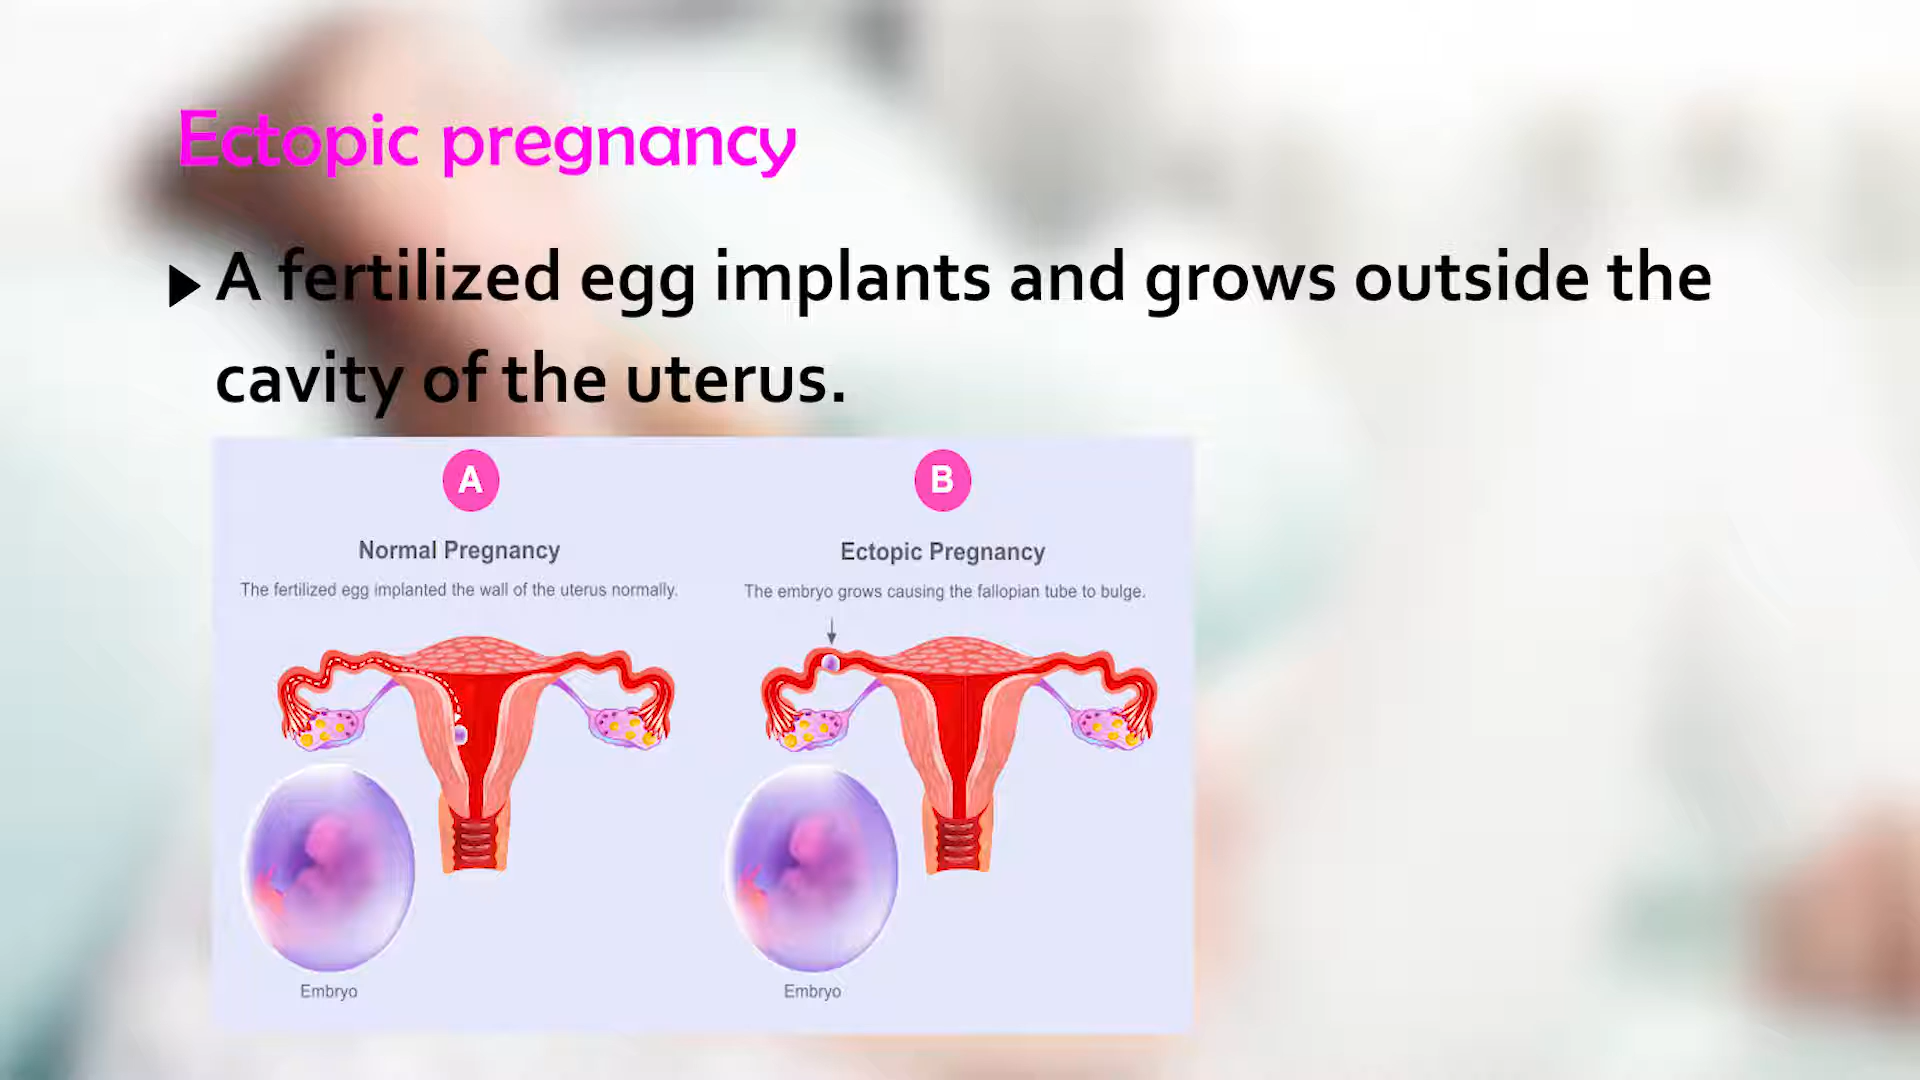 Ectopic pregnancy
A fertilized egg implants and grows outside the
cavity of the uterus.
A
Normal Pregnancy
The fertilized egg implanted the wall of the uterus normally.
Embryo
B
Ectopic Pregnancy
The embryo grows causing the fallopian tube to bulge.
Embryo